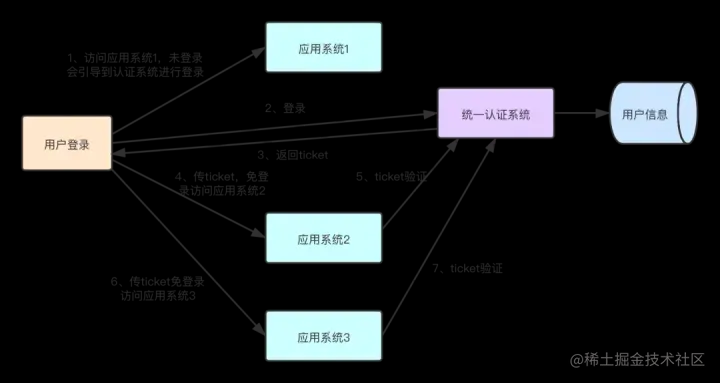 1、访问应用系统1，未登录
会引导到认证系统进行登录
应用系统1
2、登录
统一认证系统
用户信息
用户登录
3、返回ticket
4、传ticket，免登
录访问应用系统2
5、ticket验证
应用系统2
6、传ticket免登录
访问应用系统3
7、ticket验证
应用系统3
@稀土掘金技术社区